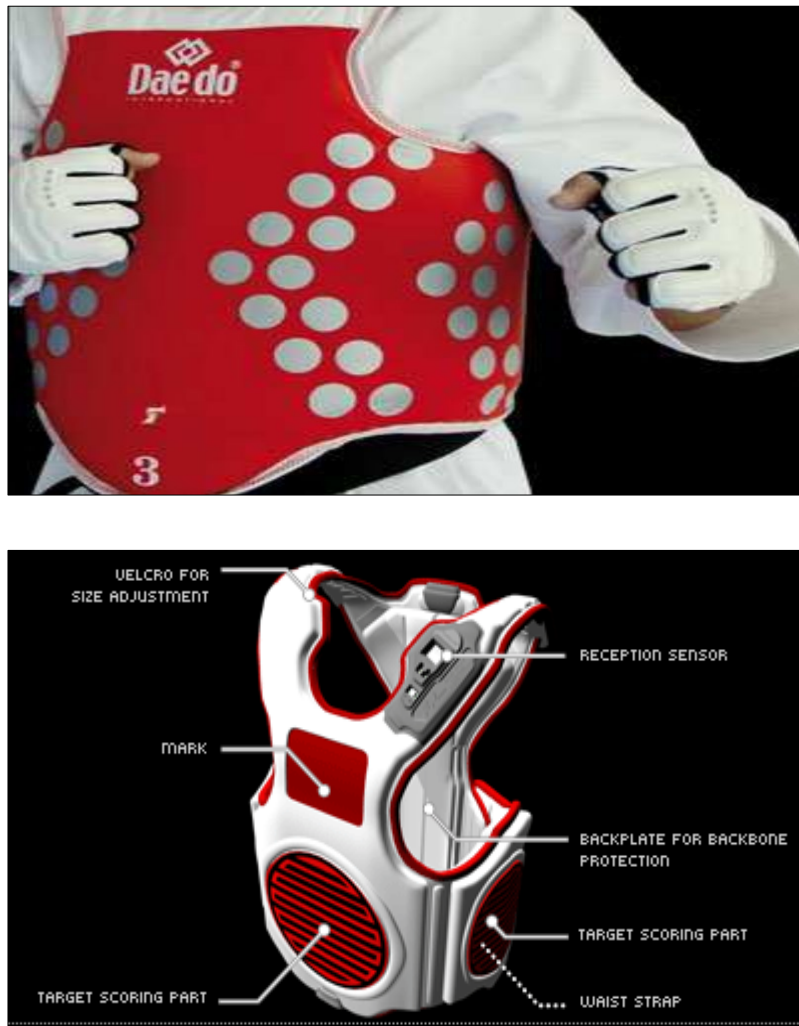 Daedo®
INTERNATIONAL
3
VELCRO FOR
SIZE ADJUSTMENT
RECEPTION SENSOR
MARK
BACKPLATE FOR BACKBONE
PROTECTION
TARGET SCORING PART
TARGET SCORING PART
WAIST STRAP